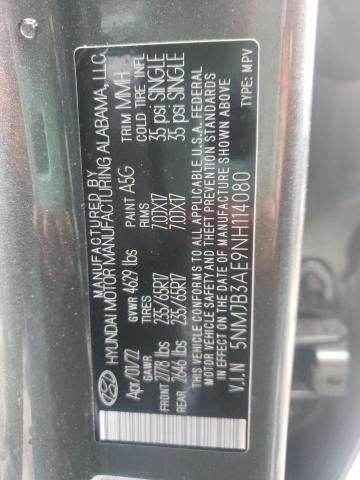 MANUFACTURED BY
HYUNDAI MOTOR MANUFACTURING ALABAMA, LLC.
Apr/01/22 GVWR 4629 lbs PAINT A5G TRIM MMH
GAWR TIRES RIMS COLD TIRE INFL
FRONT 2778 lbs 235/65R17 7.0JX17 35 psi SINGLE
REAR 2646 lbs 235/65R17 7.0JX17 35 psi SINGLE
THIS VEHICLE CONFORMS TO ALL APPLICABLE U.S.A. FEDERAL
MOTOR VEHICLE SAFETY AND THEFT PREVENTION STANDARDS
IN EFFECT ON THE DATE OF MANUFACTURE SHOWN ABOVE
V.I.N 5NMJB3AE9NH114080 TYPE: MPV